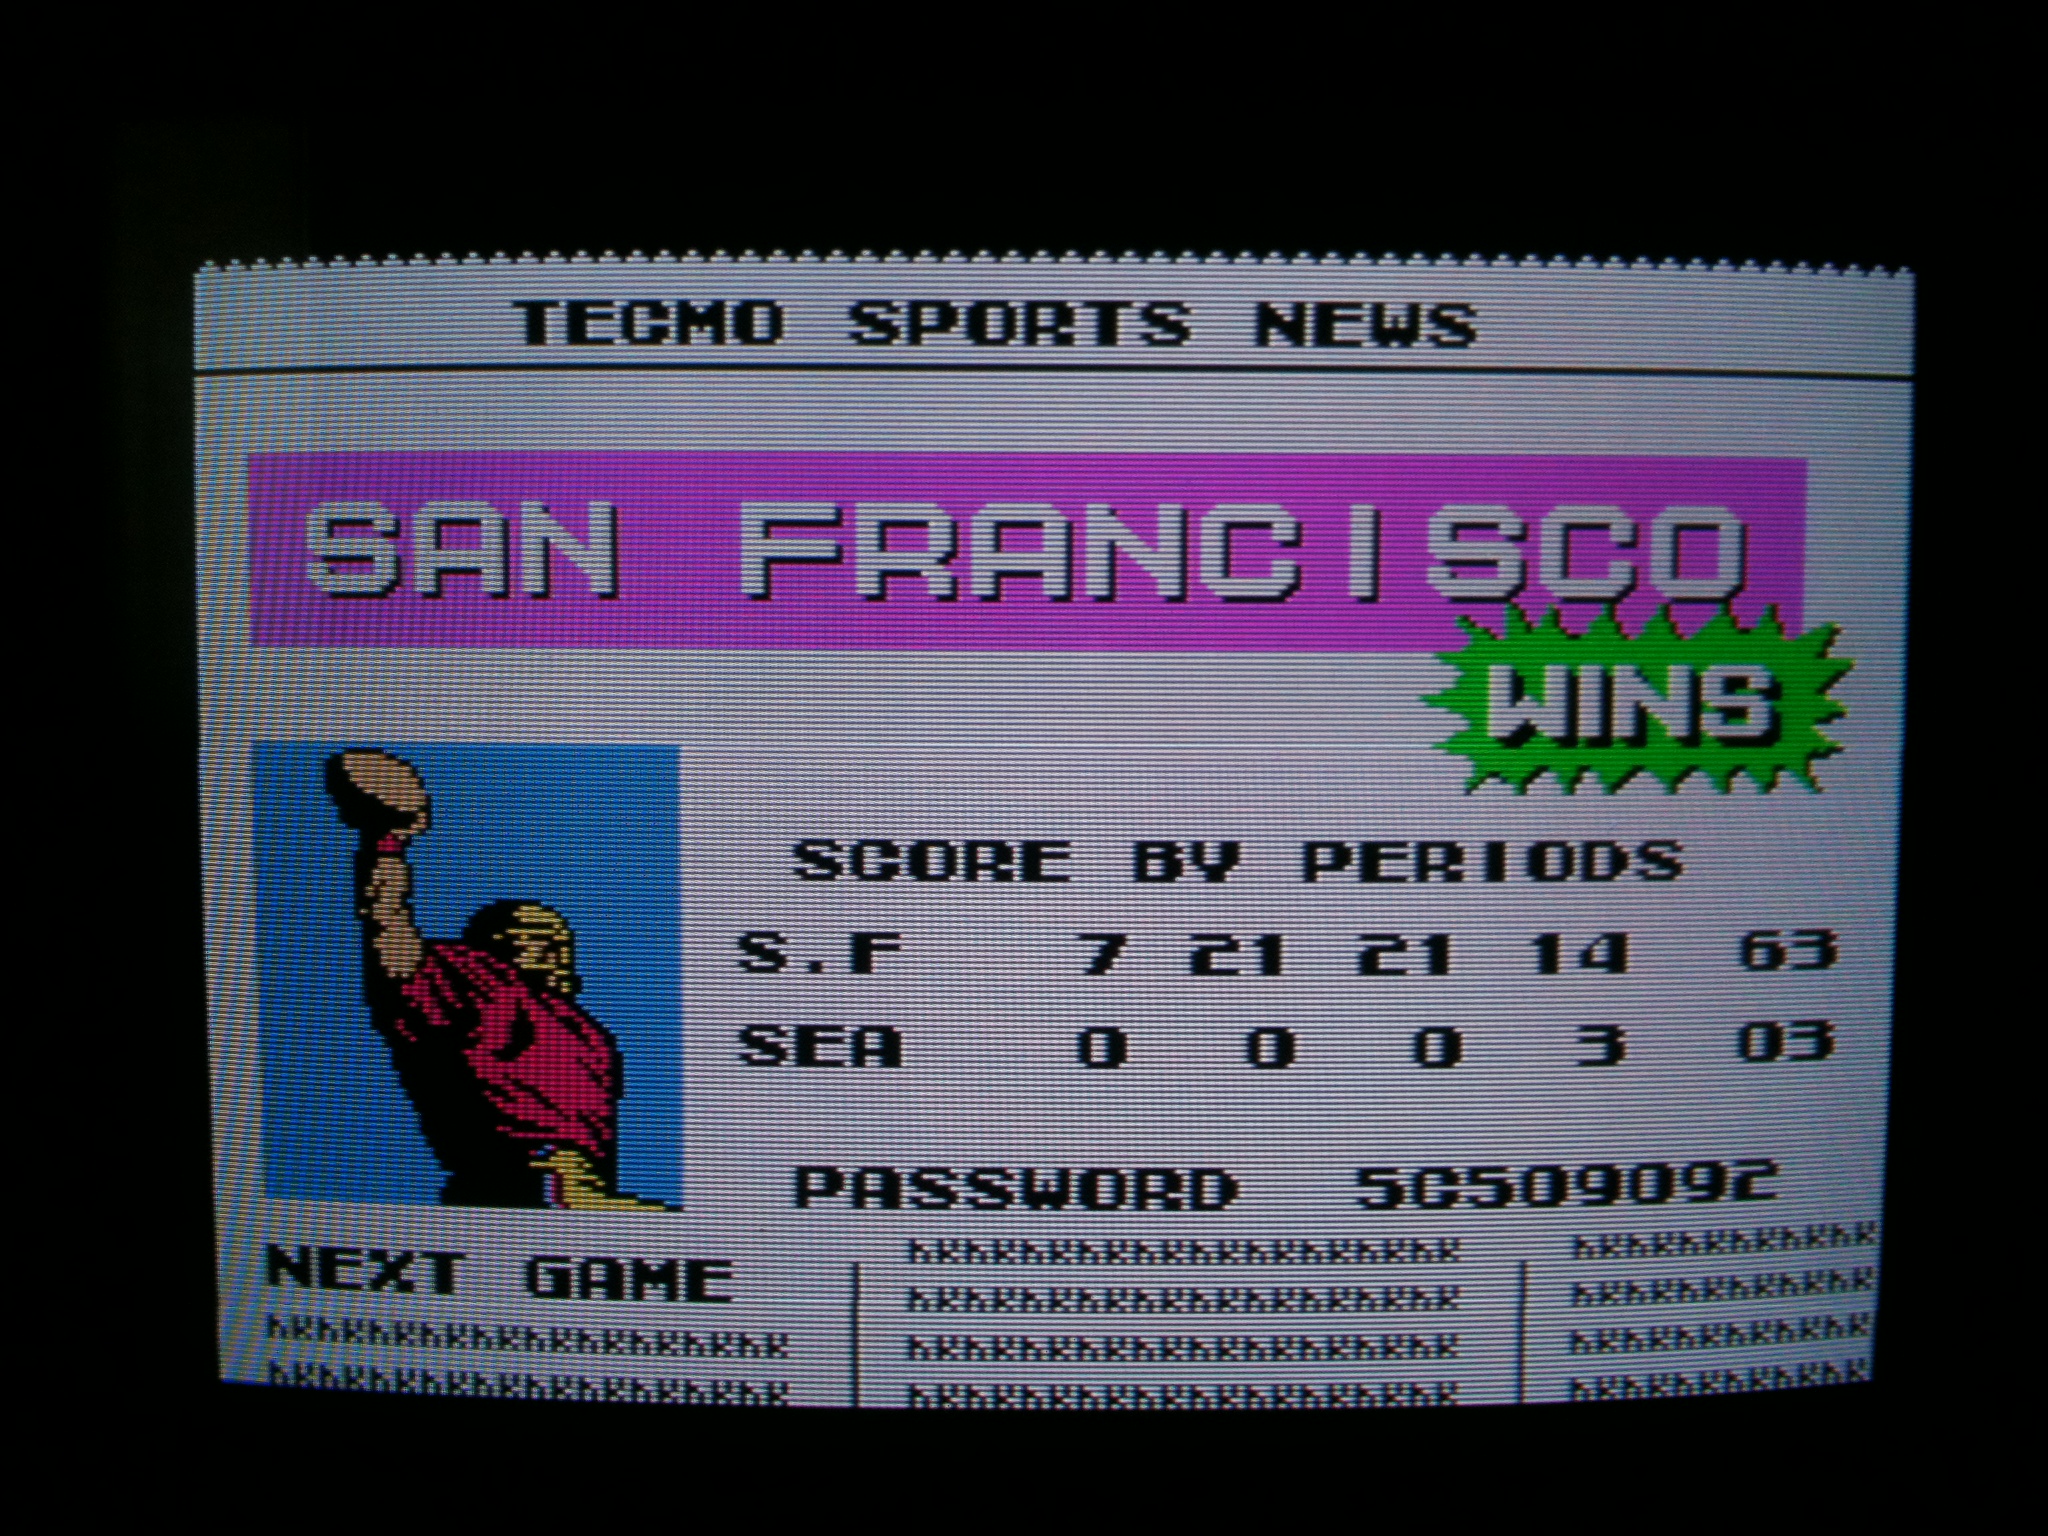 TECMO SPORTS NEWS
SAN FRANCISCO
WINS
SCORE BY PERIODS
S.F 7 21 21 14 63
SEA 0 0 0 3 03
PASSWORD 5C509092
NEXT GAME